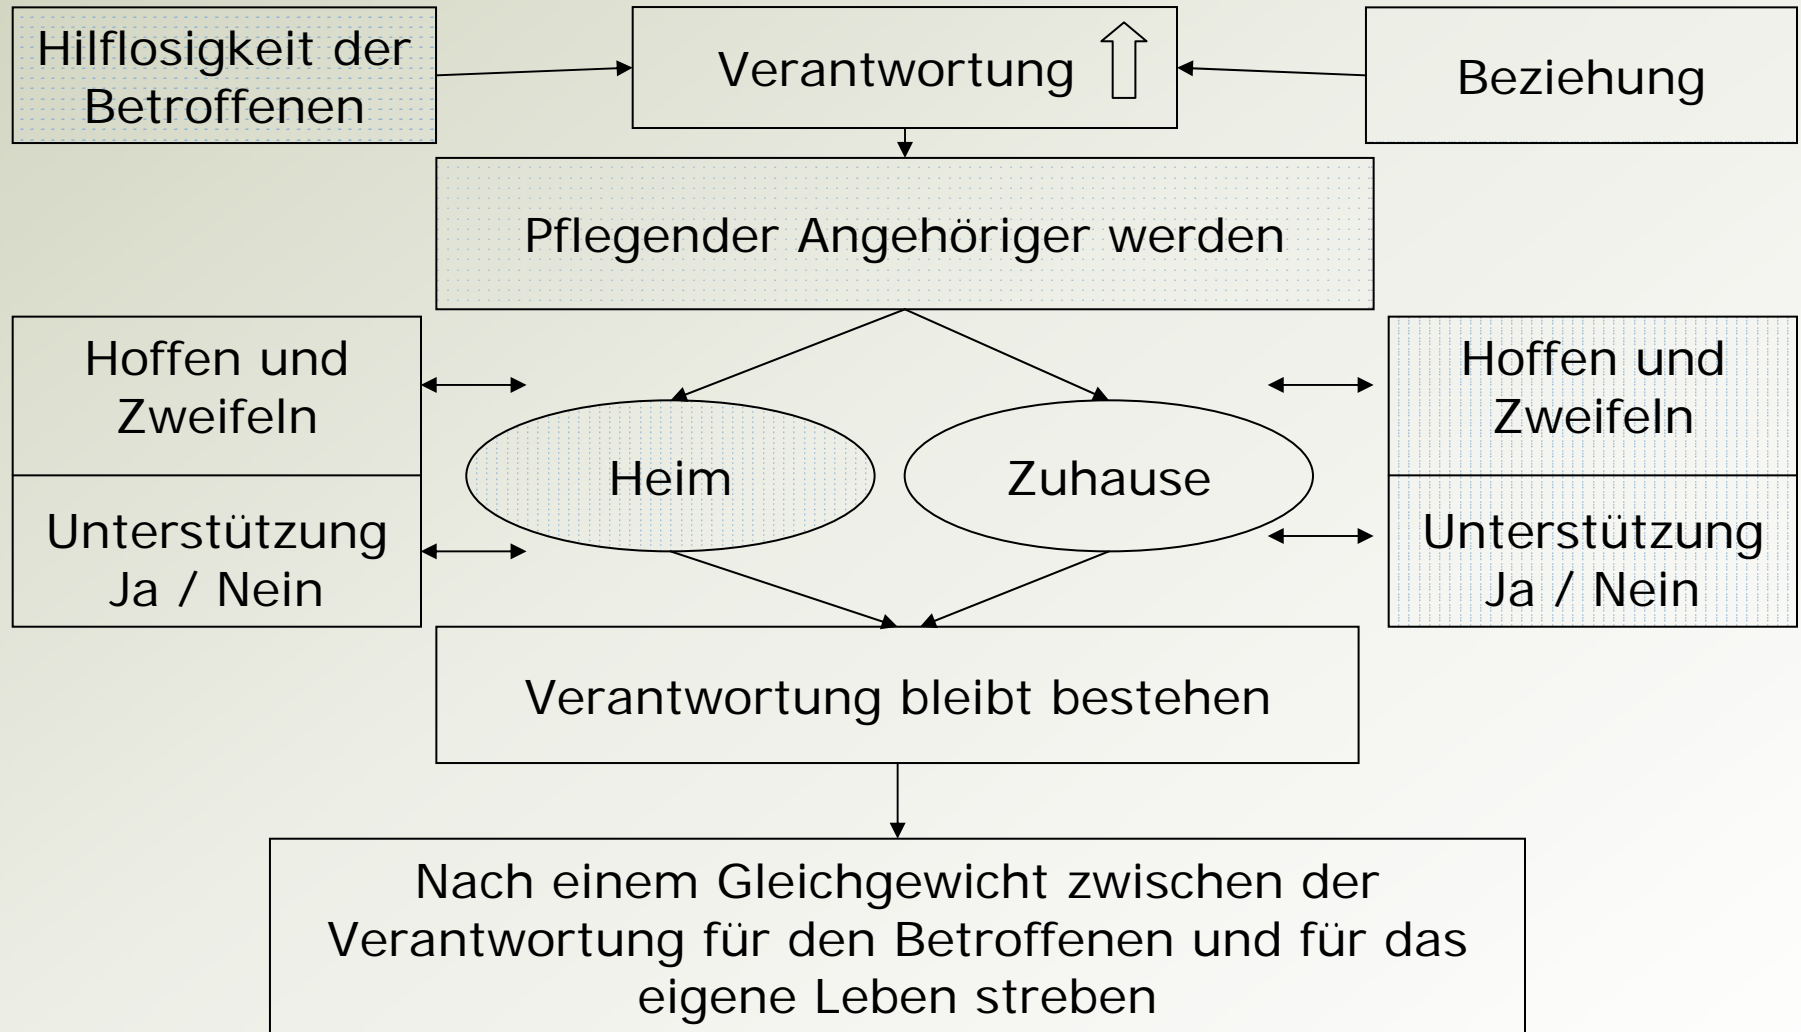 Hilflosigkeit der
Betroffenen
Verantwortung
Beziehung
Pflegender Angehöriger werden
Hoffen und
Zweifeln
Unterstützung
Ja / Nein
Heim
Zuhause
Hoffen und
Zweifeln
Unterstützung
Ja / Nein
Verantwortung bleibt bestehen
Nach einem Gleichgewicht zwischen der
Verantwortung für den Betroffenen und für das
eigene Leben streben